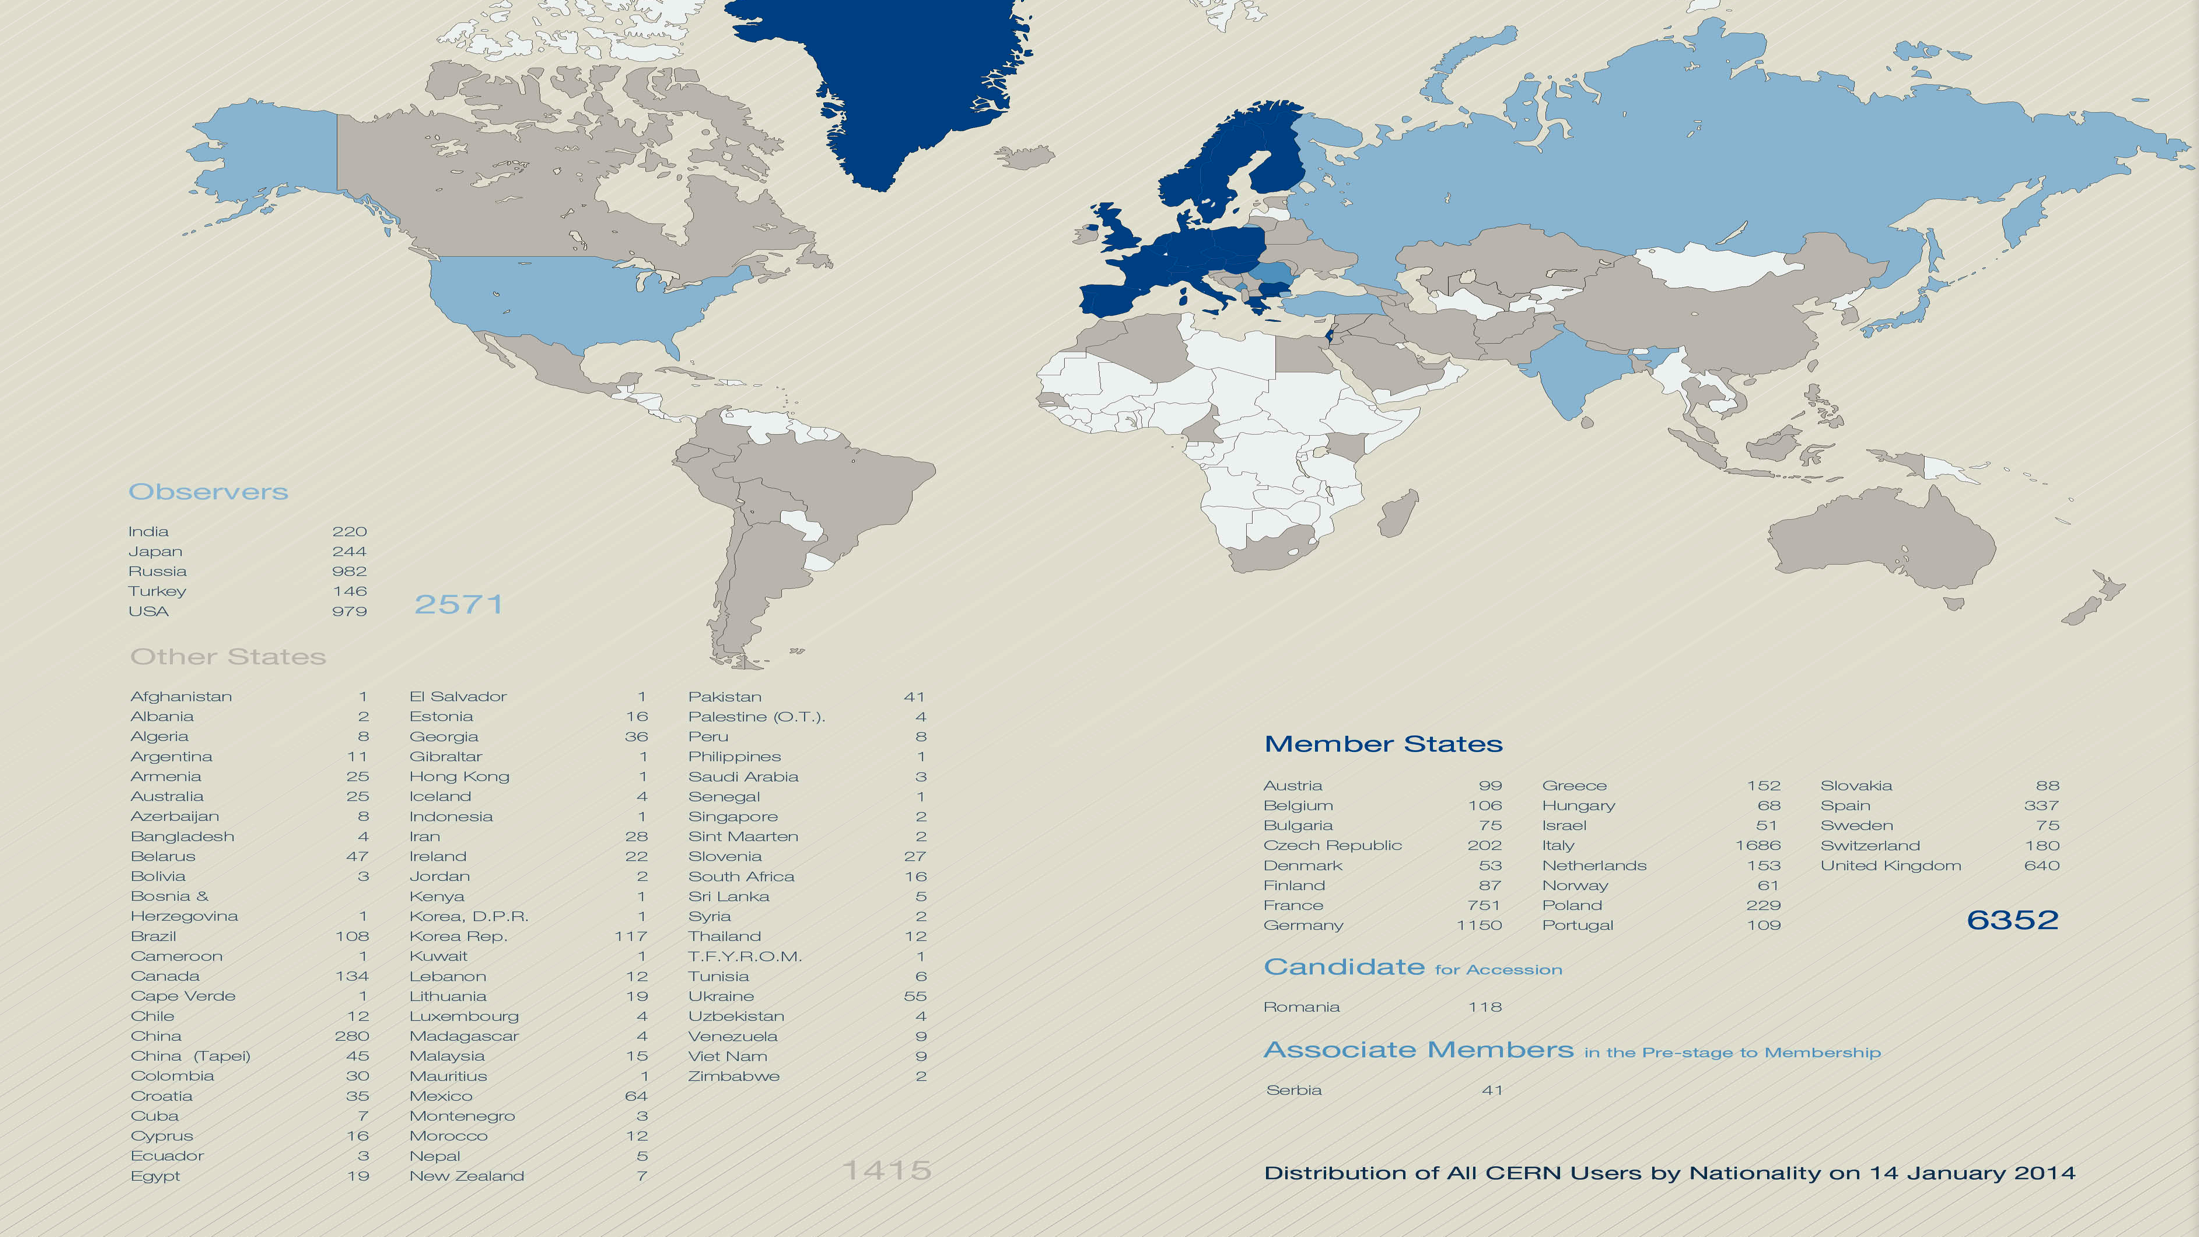 Observers
India 220
Japan 244
Russia 982
Turkey 146
USA 979
2571
Other States
Afghanistan 1
Albania 2
Algeria 8
Argentina 11
Armenia 25
Australia 25
Azerbaijan 8
Bangladesh 4
Belarus 47
Bolivia 3
Bosnia &
Herzegovina 1
Brazil 108
Cameroon 1
Canada 134
Cape Verde 1
Chile 12
China 280
China (Tapei) 45
Colombia 30
Croatia 35
Cuba 7
Cyprus 16
Ecuador 3
Egypt 19
El Salvador 1
Estonia 16
Georgia 36
Gibraltar 1
Hong Kong 1
Iceland 4
Indonesia 1
Iran 28
Ireland 22
Jordan 2
Kenya 1
Korea, D.P.R. 1
Korea Rep. 117
Kuwait 1
Lebanon 12
Lithuania 19
Luxembourg 4
Madagascar 4
Malaysia 15
Mauritius 1
Mexico 64
Montenegro 3
Morocco 12
Nepal 5
New Zealand 7
Pakistan 41
Palestine (O.T.). 4
Peru 8
Philippines 1
Saudi Arabia 3
Senegal 1
Singapore 2
Sint Maarten 2
Slovenia 27
South Africa 16
Sri Lanka 5
Syria 2
Thailand 12
T.F.Y.R.O.M. 1
Tunisia 6
Ukraine 55
Uzbekistan 4
Venezuela 9
Viet Nam 9
Zimbabwe 2
1415
Member States
Austria 99
Belgium 106
Bulgaria 75
Czech Republic 202
Denmark 53
Finland 87
France 751
Germany 1150
Greece 152
Hungary 68
Israel 51
Italy 1686
Netherlands 153
Norway 61
Poland 229
Portugal 109
Slovakia 88
Spain 337
Sweden 75
Switzerland 180
United Kingdom 640
6352
Candidate for Accession
Romania 118
Associate Members in the Pre-stage to Membership
Serbia 41
Distribution of All CERN Users by Nationality on 14 January 2014